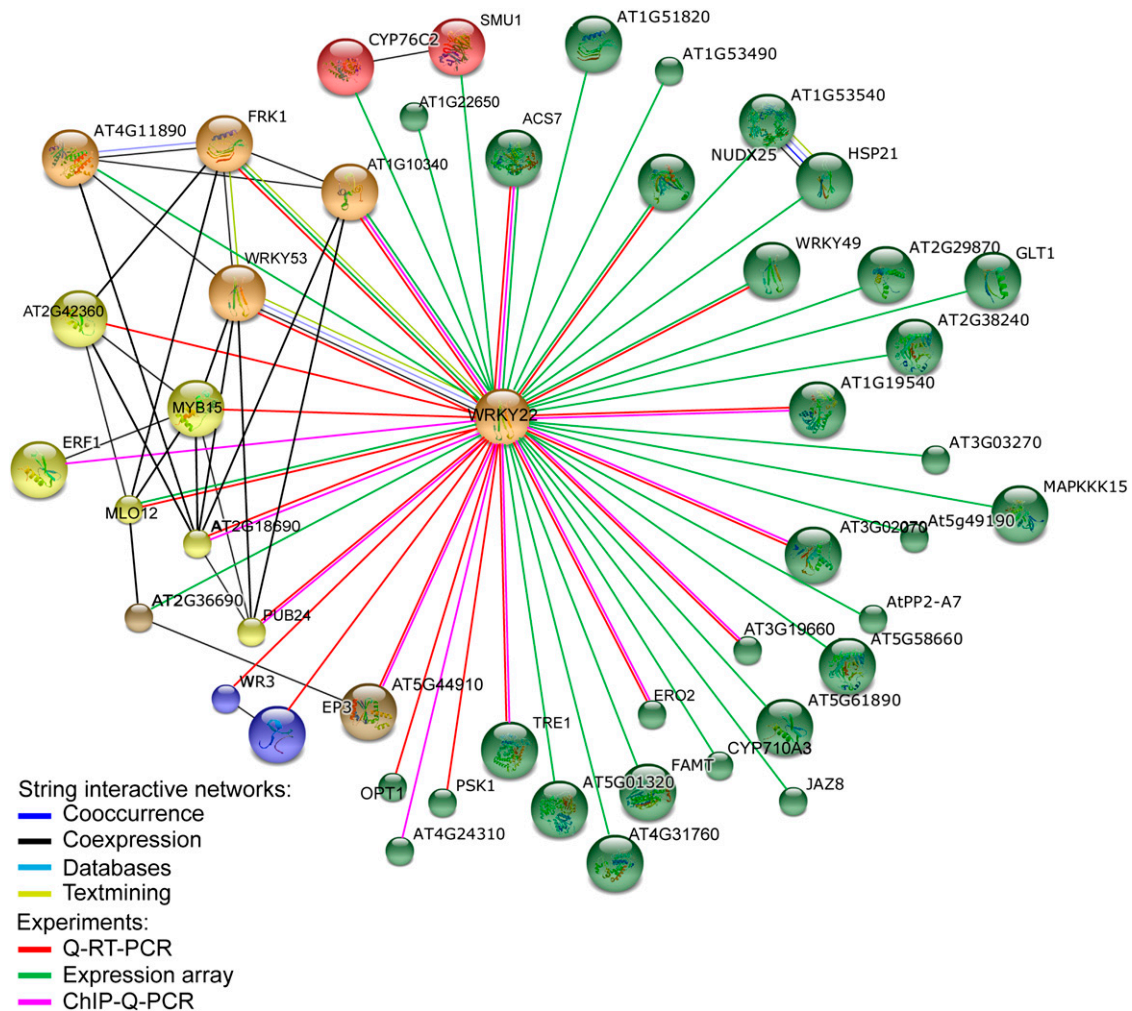 SMU1
CYP76C2
AT1G51820
AT1G53490
AT1G22650
AT1G53540
FRK1
ACS7
AT4G11890
NUDX25
HSP21
AT1G10340
WRKY49
AT2G29870
GLT1
WRKY53
AT2G42360
AT2G38240
AT1G19540
MYB15
WRKY22
ERF1
AT3G03270
MAPKKK15
MLO12
AT2G18690
At5g49190
AT3G02070
AT2G36690
PUB24
AtPP2-A7
AT5G58660
AT3G19660
WR3
AT5G44910
EP3
ERO2
AT5G61890
TRE1
CYP710A3
FAMT
AT5G01320
OPT1
PSK1
JAZ8
AT4G24310
AT4G31760
String interactive networks:
Cooccurrence
Coexpression
Databases
Textmining
Experiments:
Q-RT-PCR
Expression array
ChIP-Q-PCR